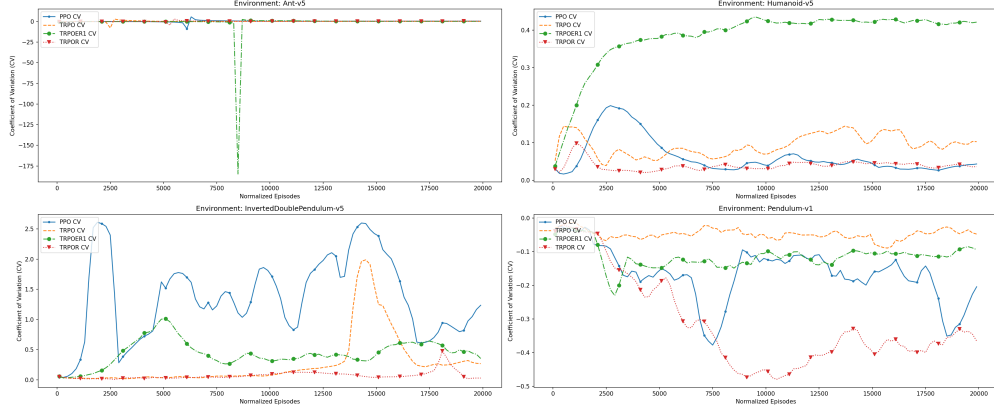 Environment: Ant-v5
Coefficient of Variation (CV)
0
−25
−50
−75
−100
−125
−150
−175
PPO CV
TRPO CV
TRPOER1 CV
TRPOR CV
0 2500 5000 7500 10000 12500 15000 17500 20000
Normalized Episodes
Environment: Humanoid-v5
Coefficient of Variation (CV)
0.4
0.3
0.2
0.1
0.0
PPO CV
TRPO CV
TRPOER1 CV
TRPOR CV
0 2500 5000 7500 10000 12500 15000 17500 20000
Normalized Episodes
Environment: InvertedDoublePendulum-v5
Coefficient of Variation (CV)
2.5
2.0
1.5
1.0
0.5
0.0
PPO CV
TRPO CV
TRPOER1 CV
TRPOR CV
0 2500 5000 7500 10000 12500 15000 17500 20000
Normalized Episodes
Environment: Pendulum-v1
Coefficient of Variation (CV)
0.0
−0.1
−0.2
−0.3
−0.4
−0.5
PPO CV
TRPO CV
TRPOER1 CV
TRPOR CV
0 2500 5000 7500 10000 12500 15000 17500 20000
Normalized Episodes